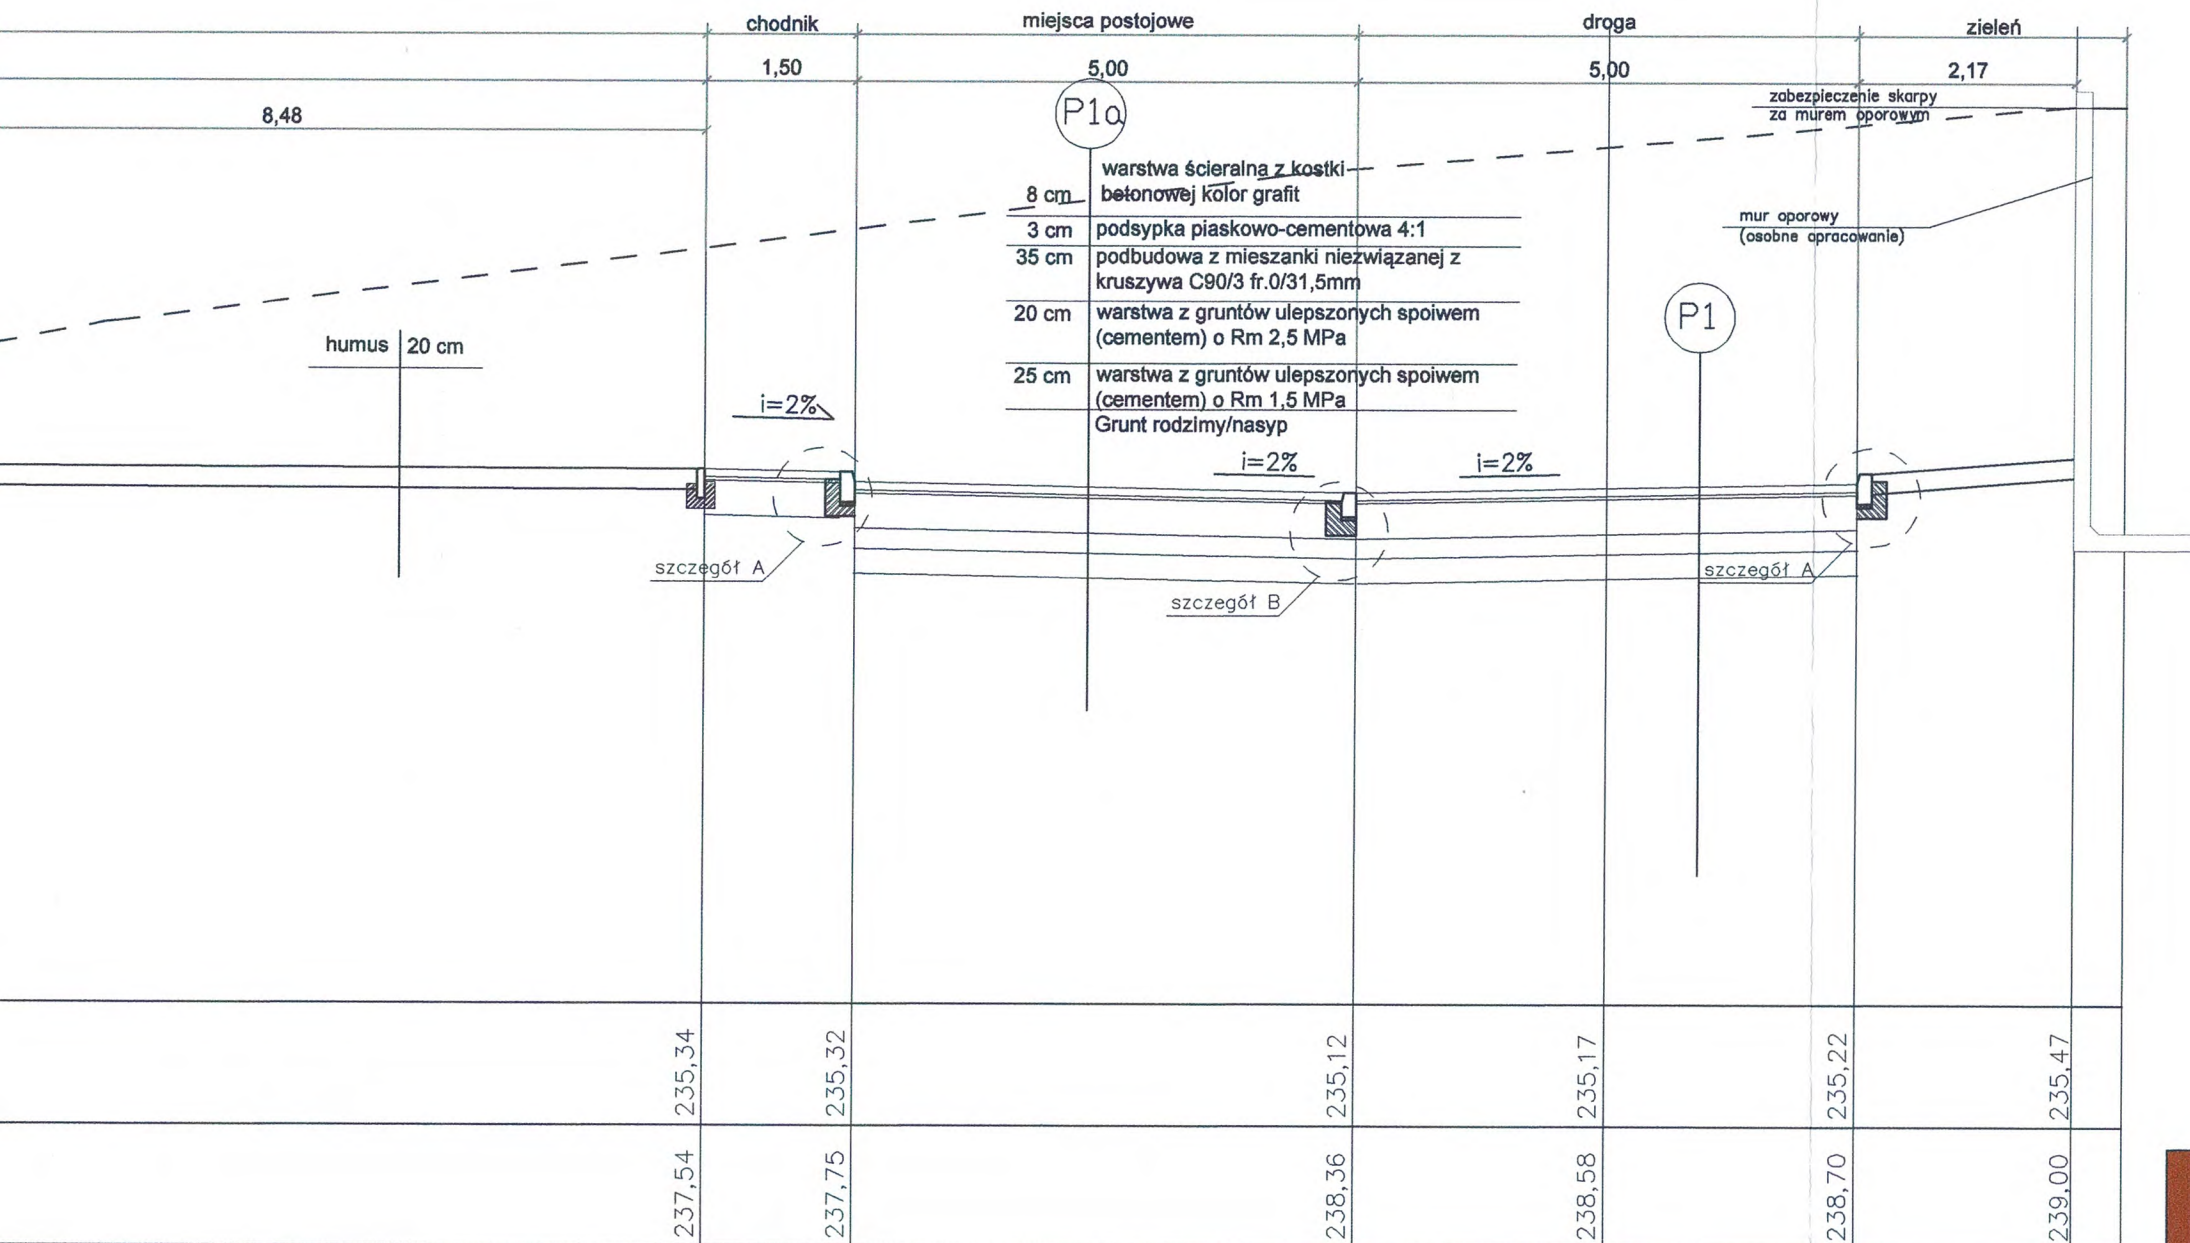 chodnik
miejsca postojowe
droga
zieleń
1,50
5,00
5,00
2,17
8,48
P1a
zabezpieczenie skarpy
za murem oporowym
warstwa ścieralna z kostki
8 cm betonowej kolor grafit
3 cm podsypka piaskowo-cementowa 4:1
35 cm podbudowa z mieszanki niezwiązanej z
kruszywa C90/3 fr.0/31,5mm
20 cm warstwa z gruntów ulepszonych spoiwem
(cementem) o Rm 2,5 MPa
25 cm warstwa z gruntów ulepszonych spoiwem
(cementem) o Rm 1,5 MPa
Grunt rodzimy/nasyp
mur oporowy
(osobne opracowanie)
P1
humus 20 cm
i=2%
i=2%
i=2%
szczegół A
szczegół B
szczegół A
235,34
235,32
235,12
235,17
235,22
235,47
237,54
237,75
238,36
238,58
238,70
239,00